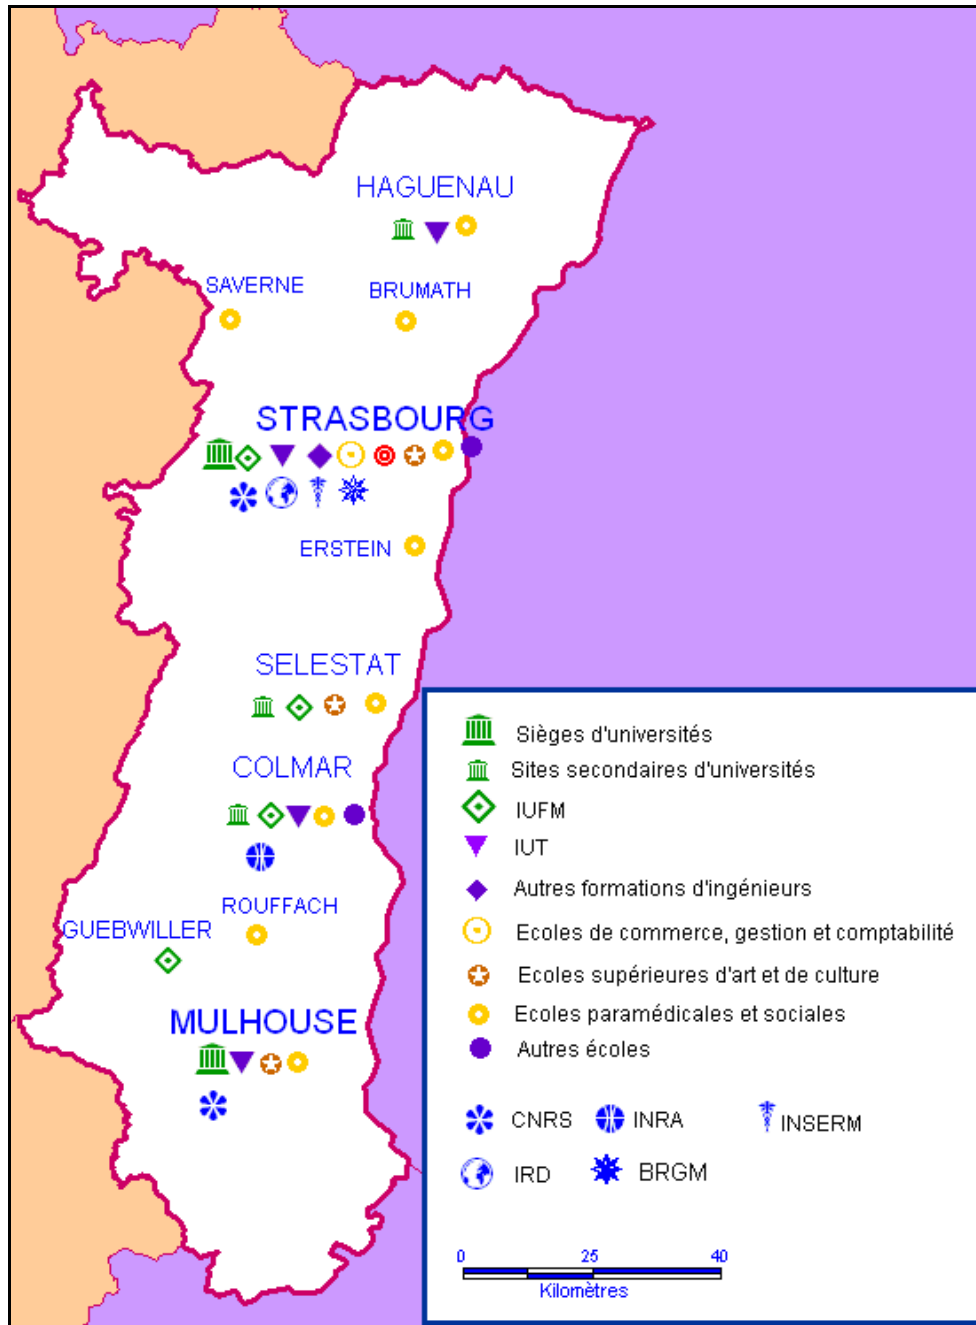 HAGUENAU
SAVERNE
BRUMATH
STRASBOURG
ERSTEIN
SELESTAT
COLMAR
ROUFFACH
GUEBWILLER
MULHOUSE
Sièges d'universités
Sites secondaires d'universités
IUFM
IUT
Autres formations d'ingénieurs
Ecoles de commerce, gestion et comptabilité
Ecoles supérieures d'art et de culture
Ecoles paramédicales et sociales
Autres écoles
CNRS INRA INSERM
IRD BRGM
0 25 40
Kilomètres